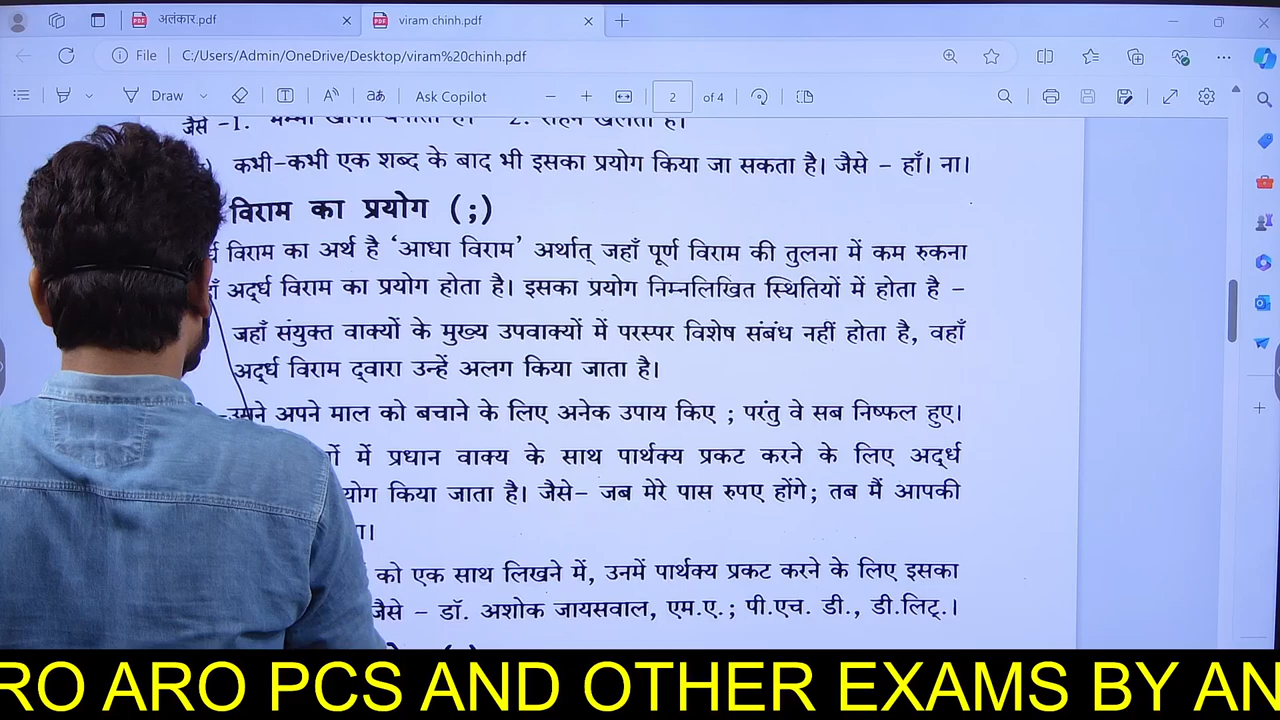 अलंकार.pdf
viram chinh.pdf
File C:/Users/Admin/OneDrive/Desktop/viram%20chinh.pdf
Draw Ask Copilot 2 of 4
जैसे -1. 2.
कभी-कभी एक शब्द के बाद भी इसका प्रयोग किया जा सकता है। जैसे - हाँ। ना।
विराम का प्रयोग (;)
विराम का अर्थ है ‘आधा विराम’ अर्थात् जहाँ पूर्ण विराम की तुलना में कम रुकना
अर्द्ध विराम का प्रयोग होता है। इसका प्रयोग निम्नलिखित स्थितियों में होता है -
जहाँ संयुक्त वाक्यों के मुख्य उपवाक्यों में परस्पर विशेष संबंध नहीं होता है, वहाँ
अर्द्ध विराम द्वारा उन्हें अलग किया जाता है।
उसने अपने माल को बचाने के लिए अनेक उपाय किए ; परंतु वे सब निष्फल हुए।
में प्रधान वाक्य के साथ पार्थक्य प्रकट करने के लिए अर्द्ध
किया जाता है। जैसे- जब मेरे पास रुपए होंगे; तब मैं आपकी
को एक साथ लिखने में, उनमें पार्थक्य प्रकट करने के लिए इसका
जैसे - डॉ. अशोक जायसवाल, एम.ए.; पी.एच. डी., डी.लिट्.।
RO ARO PCS AND OTHER EXAMS BY AN